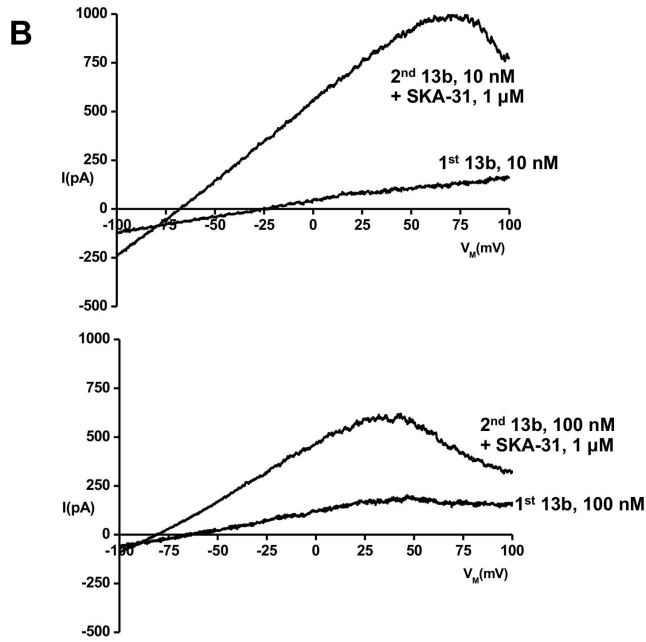 B
1000
750
500
250
0
-250
-500
I(pA)
-100
-75
-50
-25
0
25
50
75
100
V_M(mV)
2nd 13b, 10 nM
+ SKA-31, 1 µM
1st 13b, 10 nM
1000
750
500
250
0
-250
-500
I(pA)
-100
-75
-50
-25
0
25
50
75
100
V_M(mV)
2nd 13b, 100 nM
+ SKA-31, 1 µM
1st 13b, 100 nM